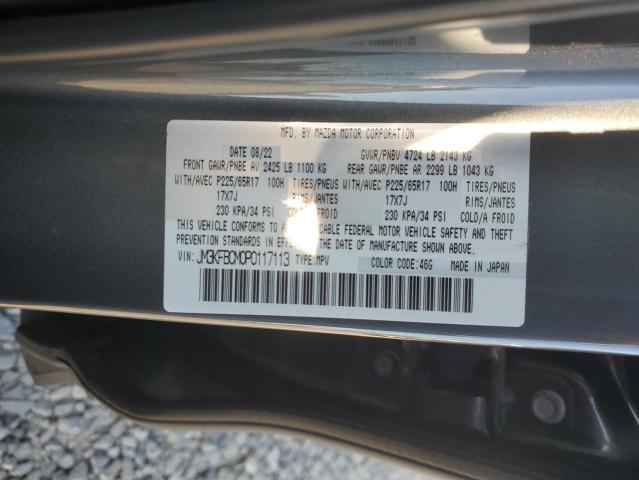 MFD. BY MAZDA MOTOR CORPORATION
DATE 08/22 GVWR/PNBV 4724 LB 2143 KG
FRONT GAWR/PNBE AV 2425 LB 1100 KG REAR GAWR/PNBE AR 2299 LB 1043 KG
WITH/AVEC P225/65R17 100H TIRES/PNEUS WITH/AVEC P225/65R17 100H TIRES/PNEUS
17X7J RIMS/JANTES 17X7J RIMS/JANTES
230 KPA/34 PSI COLD/A FROID 230 KPA/34 PSI COLD/A FROID
THIS VEHICLE CONFORMS TO ALL APPLICABLE FEDERAL MOTOR VEHICLE SAFETY AND THEFT
PREVENTION STANDARDS IN EFFECT ON THE DATE OF MANUFACTURE SHOWN ABOVE.
VIN: JM3KFBCM0P0117113 TYPE:MPV COLOR CODE:46G MADE IN JAPAN